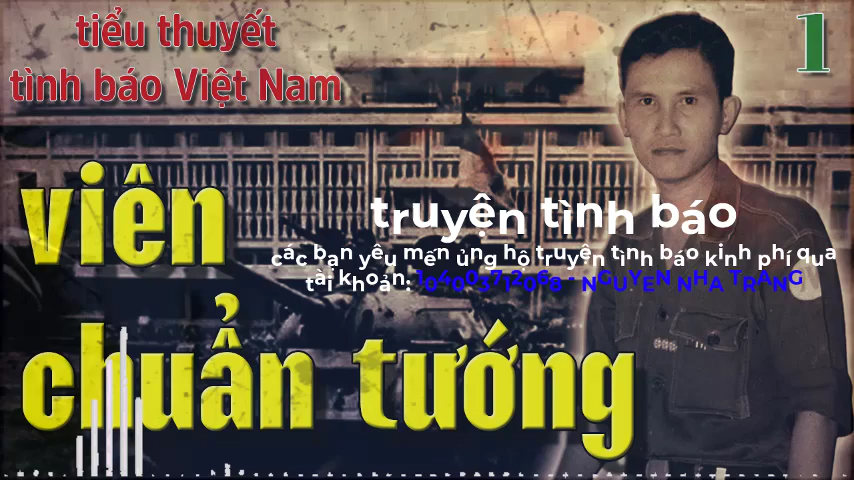 tiểu thuyết
tình báo Việt Nam
1
viên
chuẩn tướng
truyện tình báo
các bạn yêu mến ủng hộ truyện tình báo kinh phí qua
tài khoản: 104003712068 - NGUYEN NHA TRANG